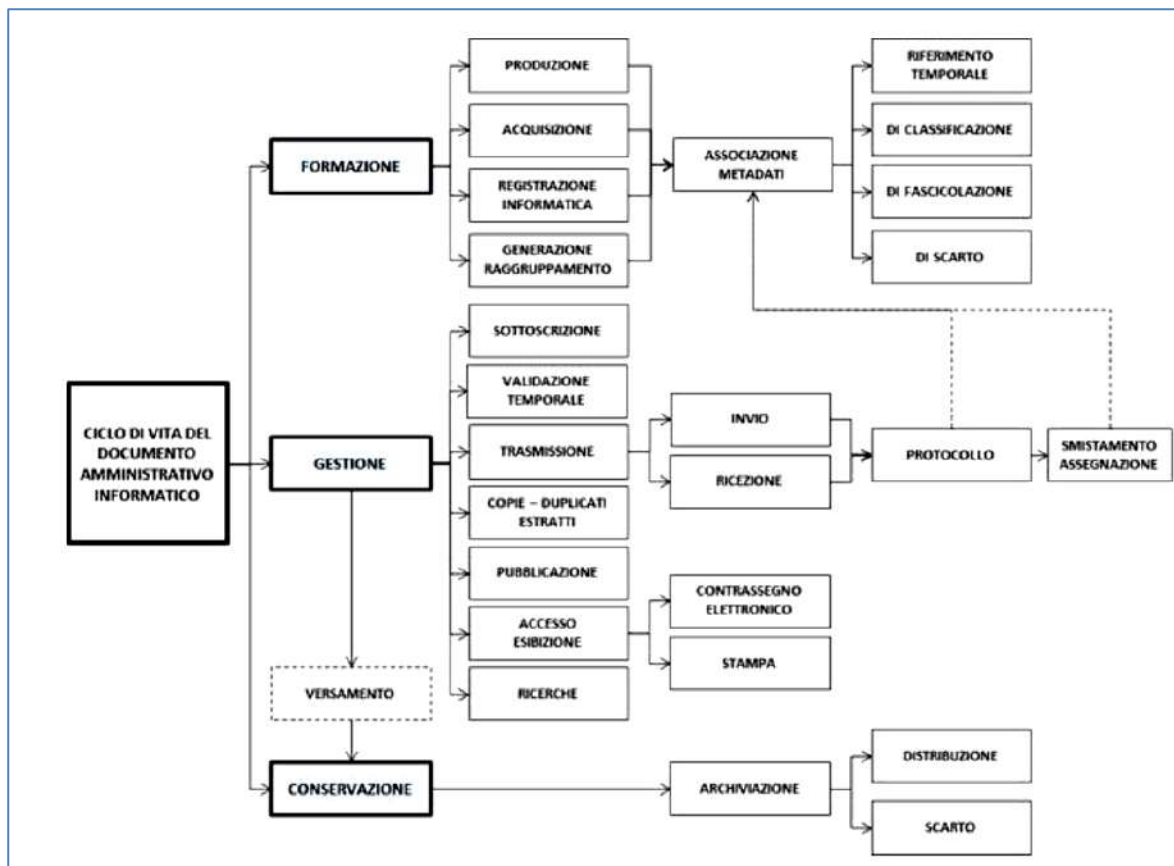 CICLO DI VITA DEL
DOCUMENTO
AMMINISTRATIVO
INFORMATICO
FORMAZIONE
PRODUZIONE
ACQUISIZIONE
REGISTRAZIONE
INFORMATICA
GENERAZIONE
RAGGRUPPAMENTO
ASSOCIAZIONE
METADATI
RIFERIMENTO
TEMPORALE
DI CLASSIFICAZIONE
DI FASCICOLAZIONE
DI SCARTO
GESTIONE
SOTTOSCRIZIONE
VALIDAZIONE
TEMPORALE
TRASMISSIONE
INVIO
RICEZIONE
PROTOCOLLO
SMISTAMENTO
ASSEGNAZIONE
COPIE – DUPLICATI
ESTRATTI
PUBBLICAZIONE
ACCESSO
ESIBIZIONE
CONTRASSEGNO
ELETTRONICO
STAMPA
RICERCHE
VERSAMENTO
CONSERVAZIONE
ARCHIVIAZIONE
DISTRIBUZIONE
SCARTO